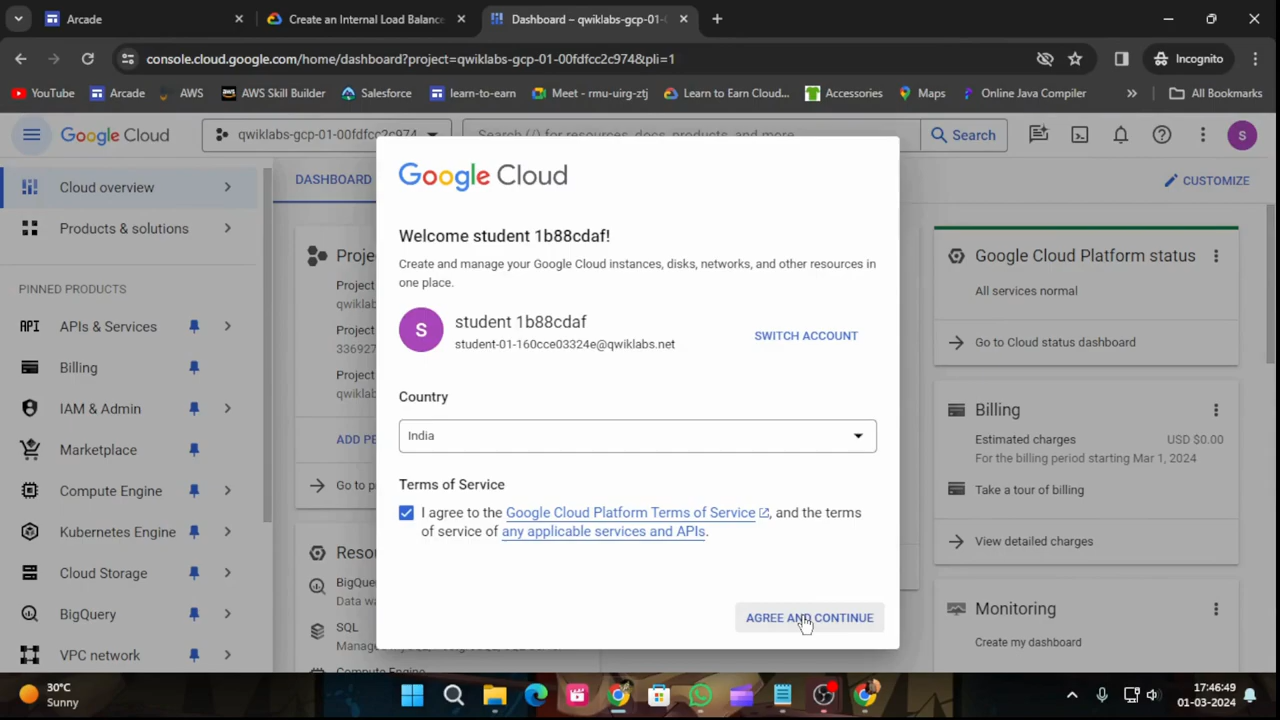 Arcade
Create an Internal Load Balance
Dashboard – qwiklabs-gcp-01-
console.cloud.google.com/home/dashboard?project=qwiklabs-gcp-01-00fdfcc2c974&pli=1
Incognito
YouTube
Arcade
AWS
AWS Skill Builder
Salesforce
learn-to-earn
Meet - rmu-uirg-ztj
Learn to Earn Cloud...
Accessories
Maps
Online Java Compiler
All Bookmarks
Google Cloud
qwiklabs-gcp-01-00fdfcc2c974
Search (/) for resources, docs, products, and more
Search
S
Cloud overview
Products & solutions
PINNED PRODUCTS
API APIs & Services
Billing
IAM & Admin
Marketplace
Compute Engine
Kubernetes Engine
Cloud Storage
BigQuery
VPC network
DASHBOARD
CUSTOMIZE
Proje
Project
qwiklab
Project
336927
Project
qwiklab
ADD PE
Go to p
Resou
BigQuery
Data wa
SQL
Managed
Compute Engine
Google Cloud
Welcome student 1b88cdaf!
Create and manage your Google Cloud instances, disks, networks, and other resources in
one place.
S
student 1b88cdaf
student-01-160cce03324e@qwiklabs.net
SWITCH ACCOUNT
Country
India
Terms of Service
I agree to the Google Cloud Platform Terms of Service, and the terms
of service of any applicable services and APIs.
AGREE AND CONTINUE
Google Cloud Platform status
All services normal
Go to Cloud status dashboard
Billing
Estimated charges USD $0.00
For the billing period starting Mar 1, 2024
Take a tour of billing
View detailed charges
Monitoring
Create my dashboard
30°C
Sunny
17:46:49
01-03-2024